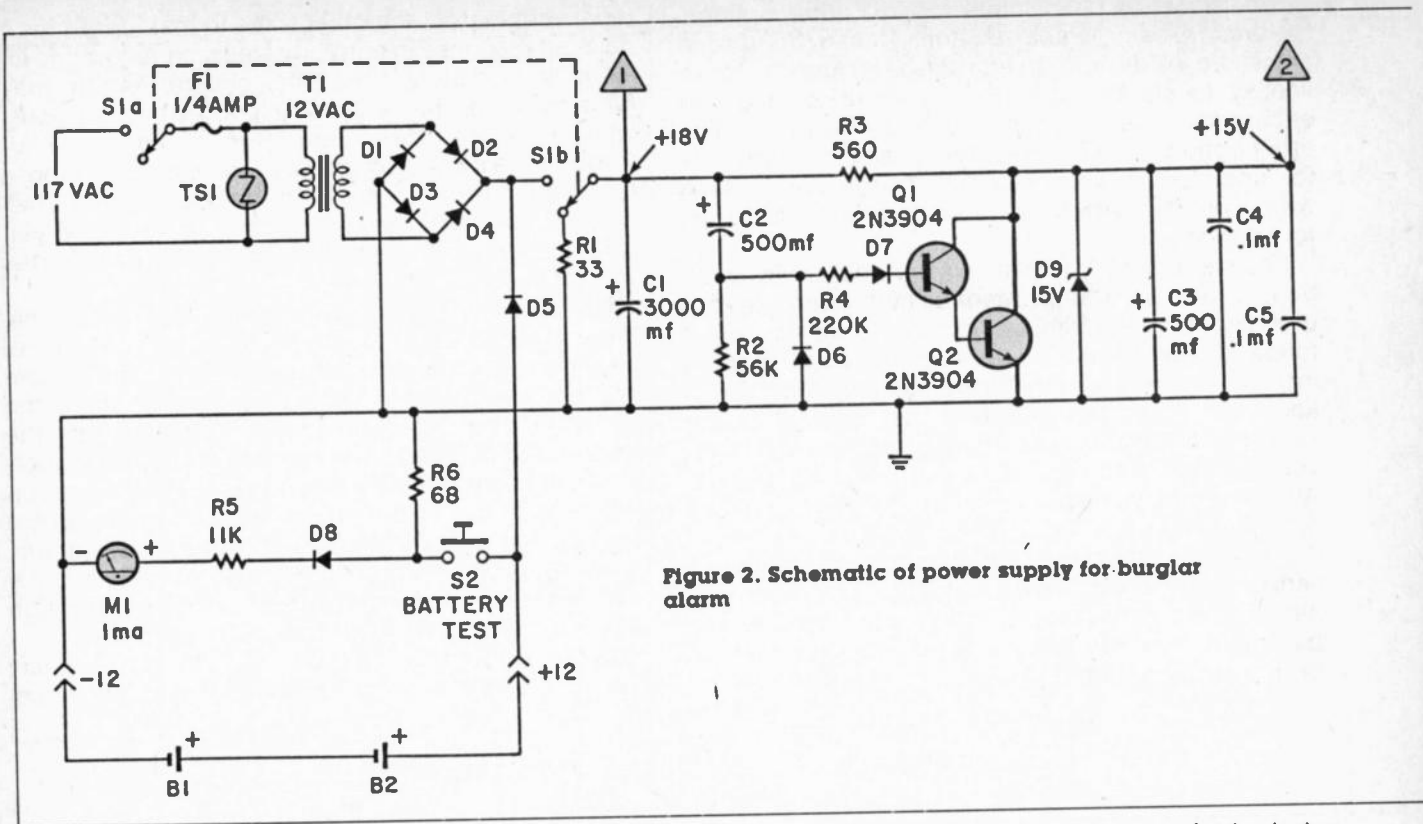 F1
1/4AMP
T1
12VAC
S1a
117 VAC
TS1
D1
D2
D3
D4
S1b
1
+18V
R3
560
2
+15V
R1
33
D5
+
C1
3000
mf
+
C2
500mf
R2
56K
R4
220K
D6
D7
Q1
2N3904
Q2
2N3904
D9
15V
+
C3
500
mf
C4
.1mf
C5
.1mf
R6
68
R5
11K
D8
-
+
M1
1ma
S2
BATTERY
TEST
-12
+12
+
B1
+
B2
Figure 2. Schematic of power supply for burglar
alarm